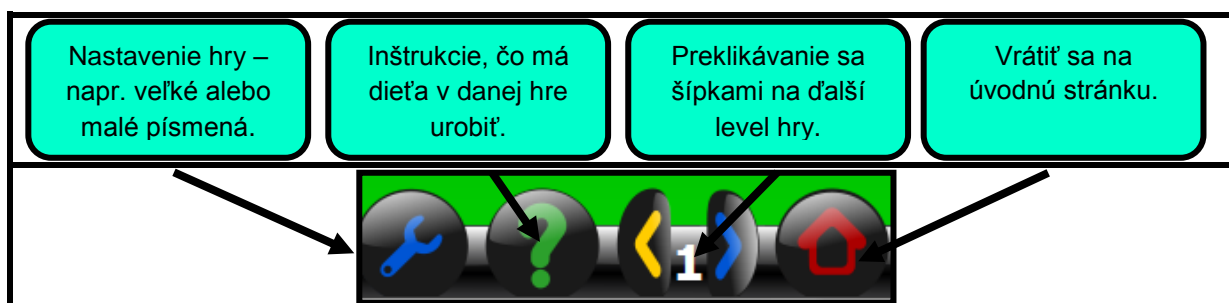 Nastavenie hry –
napr. veľké alebo
malé písmená.
Inštrukcie, čo má
dieťa v danej hre
urobiť.
Preklikávanie sa
šípkami na ďalší
level hry.
Vrátiť sa na
úvodnú stránku.
1